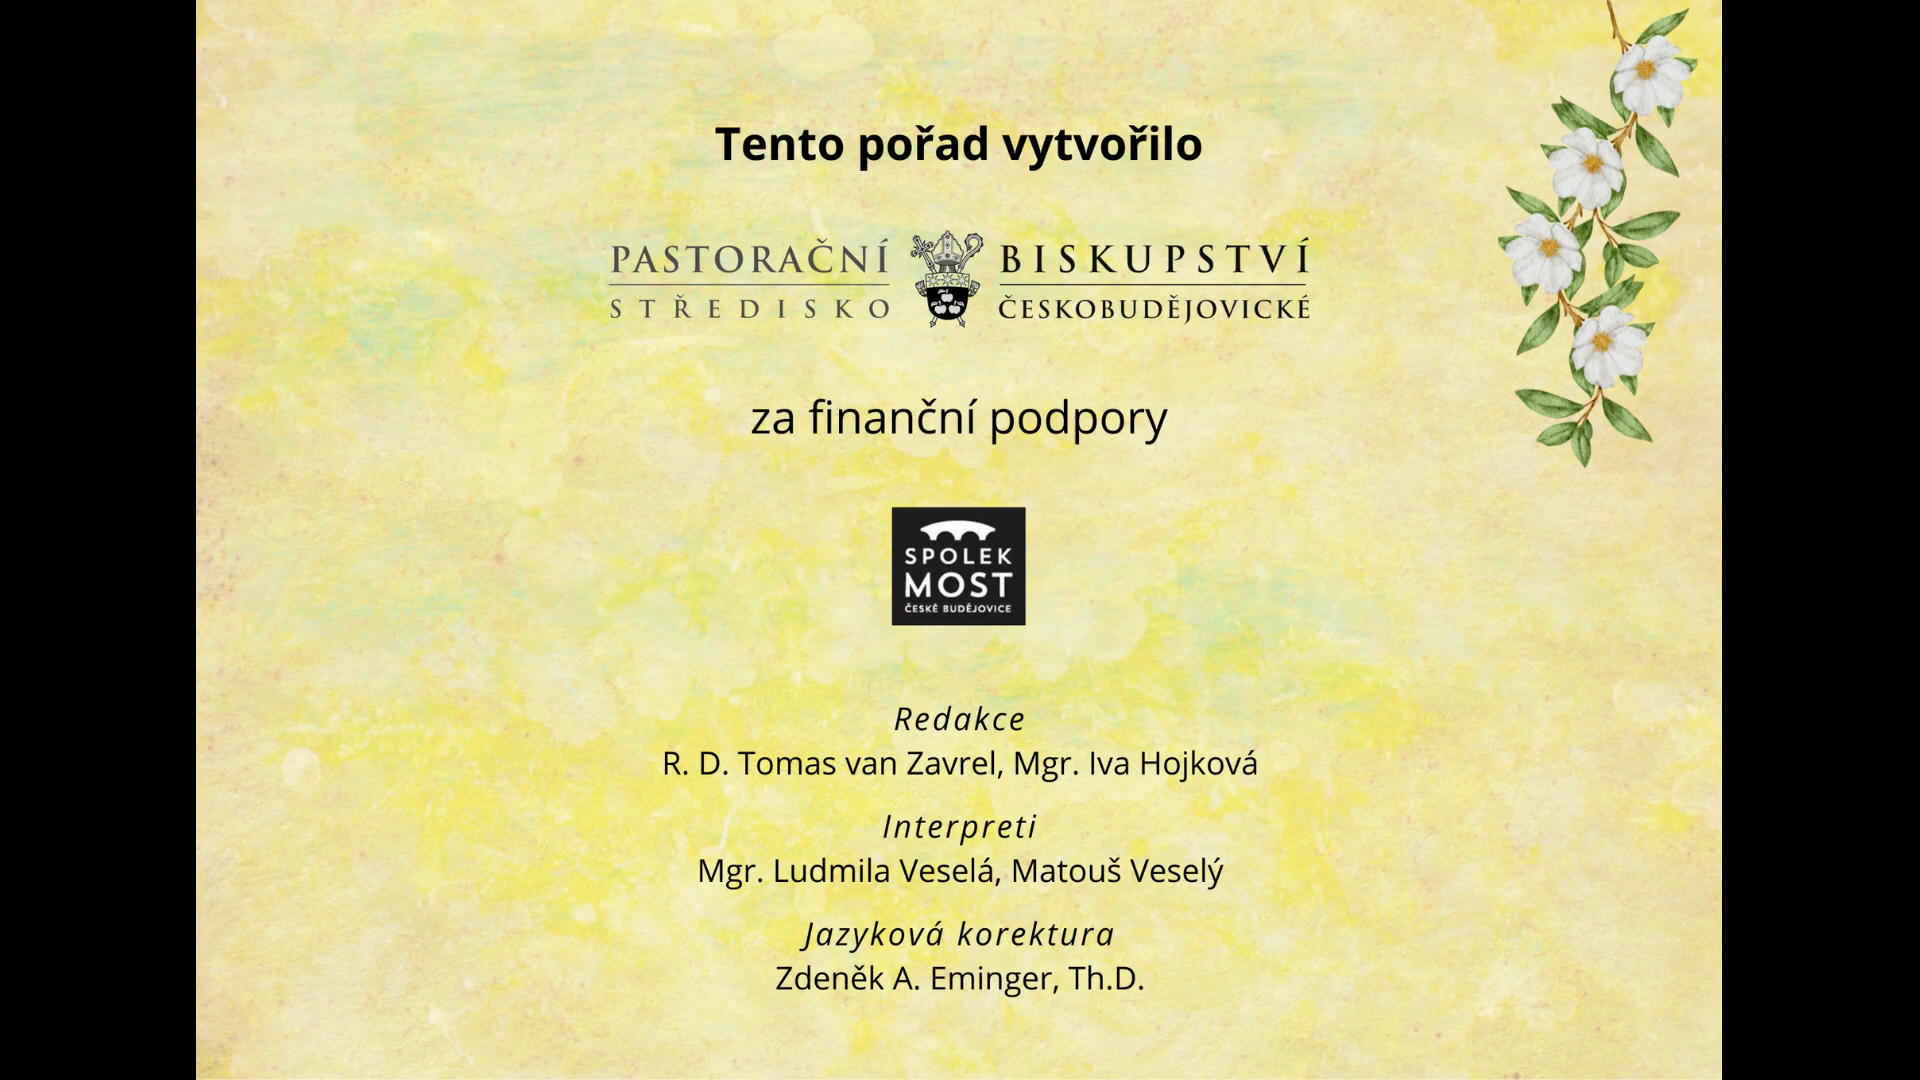 Tento pořad vytvořilo
PASTORAČNÍ
STŘEDISKO
BISKUPSTVÍ
ČESKOBUDĚJOVICKÉ
za finanční podpory
SPOLEK
MOST
ČESKÉ BUDĚJOVICE
Redakce
R. D. Tomas van Zavrel, Mgr. Iva Hojková
Interpreti
Mgr. Ludmila Veselá, Matouš Veselý
Jazyková korektura
Zdeněk A. Eminger, Th.D.